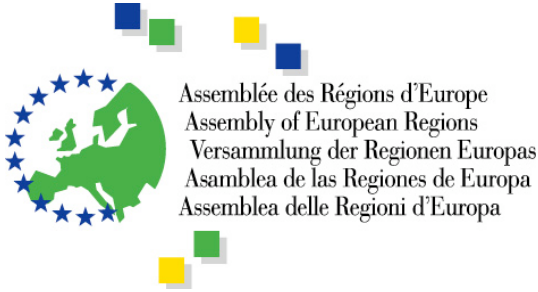 Assemblée des Régions d'Europe
Assembly of European Regions
Versammlung der Regionen Europas
Asamblea de las Regiones de Europa
Assemblea delle Regioni d'Europa